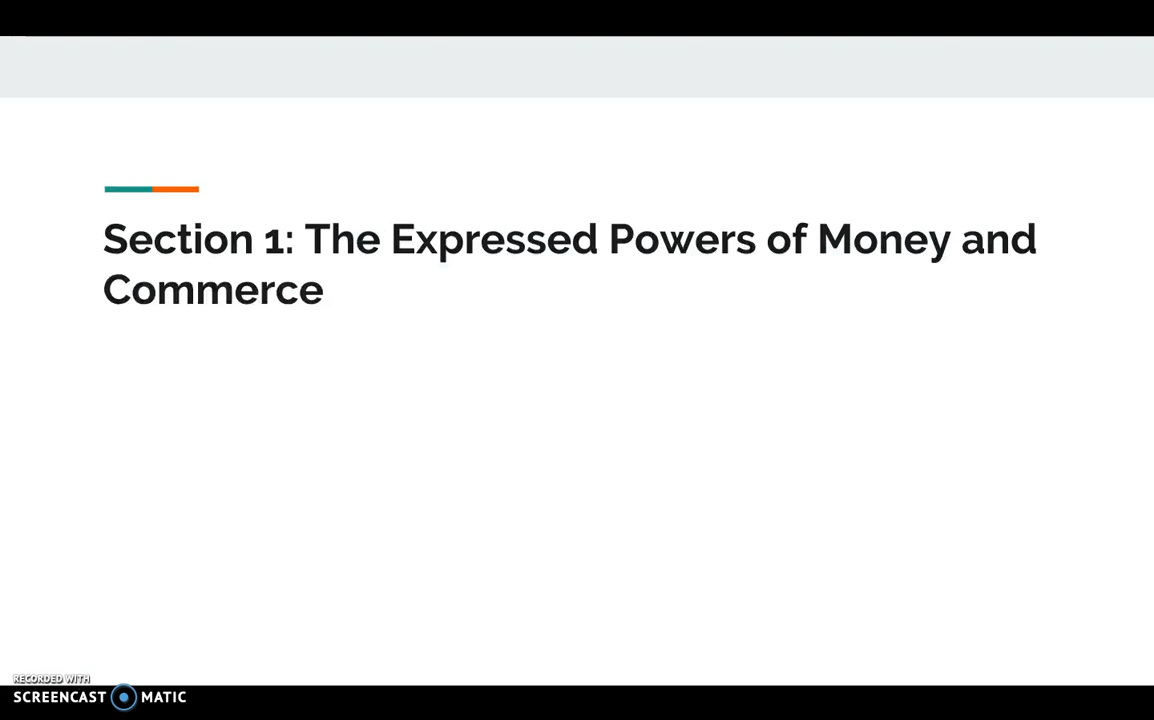 Section 1: The Expressed Powers of Money and
Commerce
RECORDED WITH
SCREENCAST MATIC